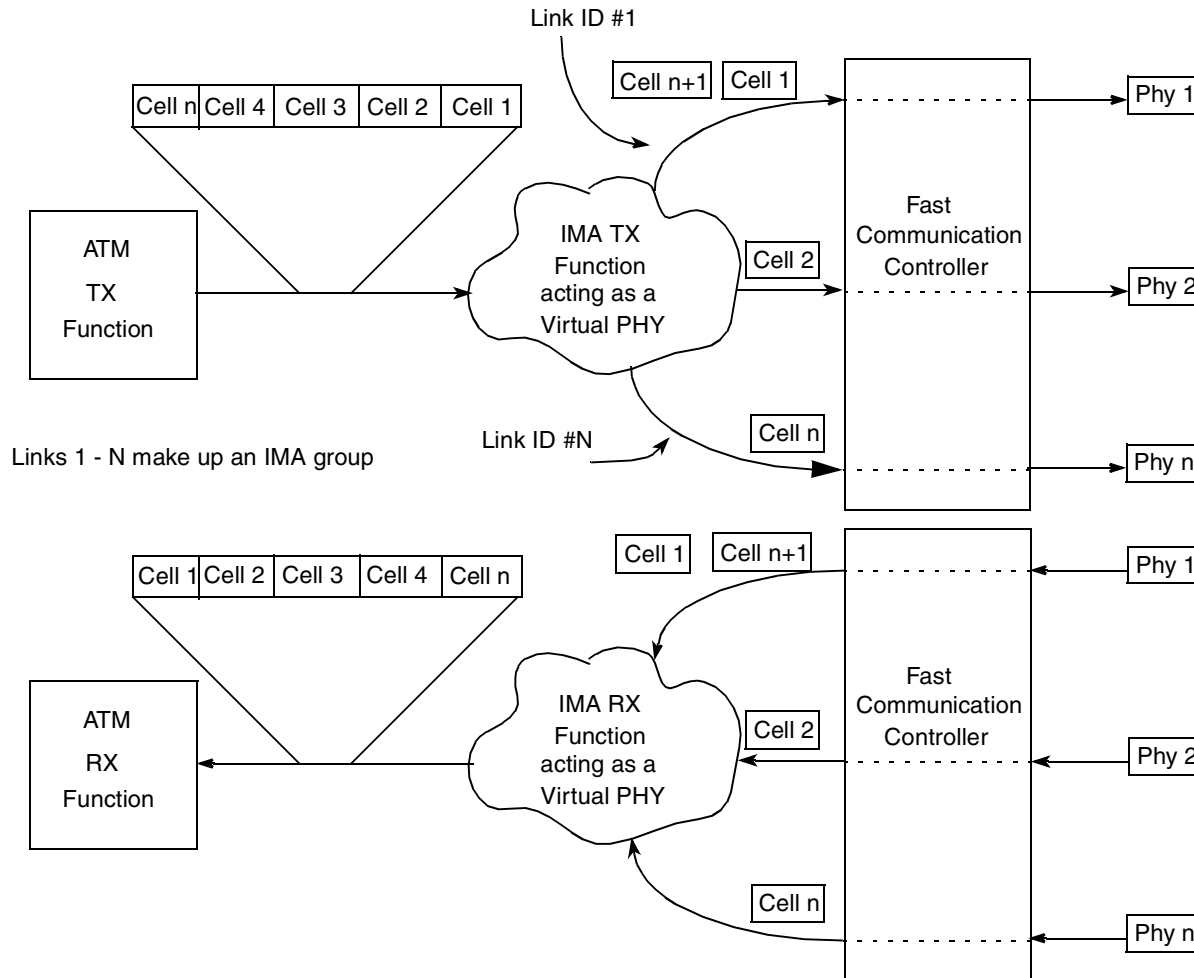 Link ID #1
Cell n+1 Cell 1
Cell n Cell 4 Cell 3 Cell 2 Cell 1
Phy 1
ATM
TX
Function
IMA TX
Function
acting as a
Virtual PHY
Cell 2
Fast
Communication
Controller
Phy 2
Links 1 - N make up an IMA group
Link ID #N
Cell n
Phy n
Cell 1 Cell n+1
Cell 1 Cell 2 Cell 3 Cell 4 Cell n
Phy 1
ATM
RX
Function
IMA RX
Function
acting as a
Virtual PHY
Cell 2
Fast
Communication
Controller
Phy 2
Cell n
Phy n